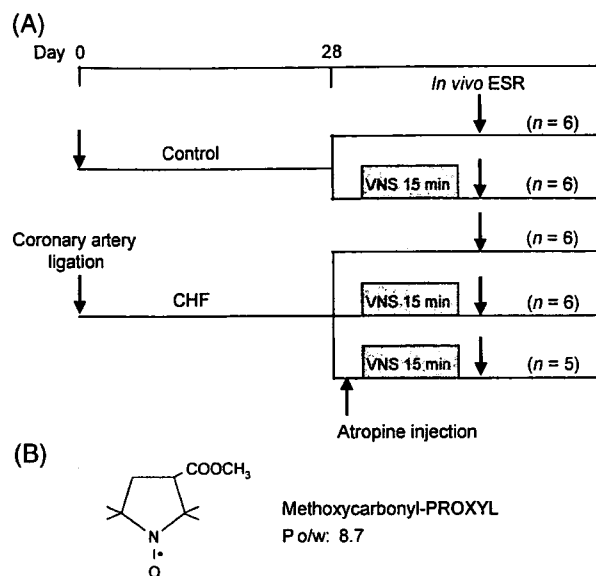 (A)
Day 0 28
In vivo ESR
(n = 6)
Control
VNS 15 min
(n = 6)
Coronary artery
ligation
(n = 6)
CHF
VNS 15 min
(n = 6)
VNS 15 min
(n = 5)
Atropine injection
(B)
COOCH3
Methoxycarbonyl-PROXYL
P o/w: 8.7
N
O